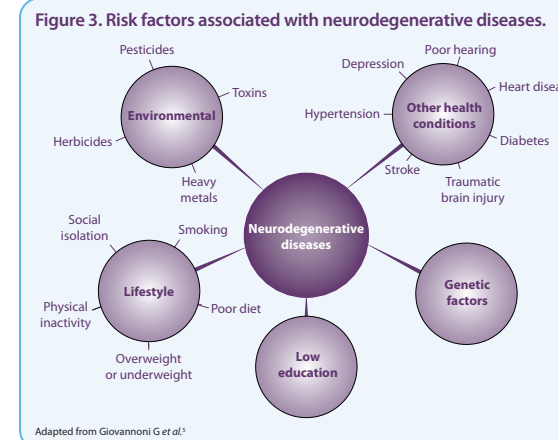 Figure 3. Risk factors associated with neurodegenerative diseases.
Pesticides
Toxins
Environmental
Herbicides
Heavy
metals
Poor hearing
Depression
Heart
Hypertension
Other health
conditions
Diabetes
Stroke
Traumatic
brain injury
Neurodegenerative
diseases
Social
isolation
Smoking
Lifestyle
Physical
inactivity
Poor diet
Overweight
or underweight
Genetic
factors
Low
education
Adapted from Giovannoni G et al.⁵